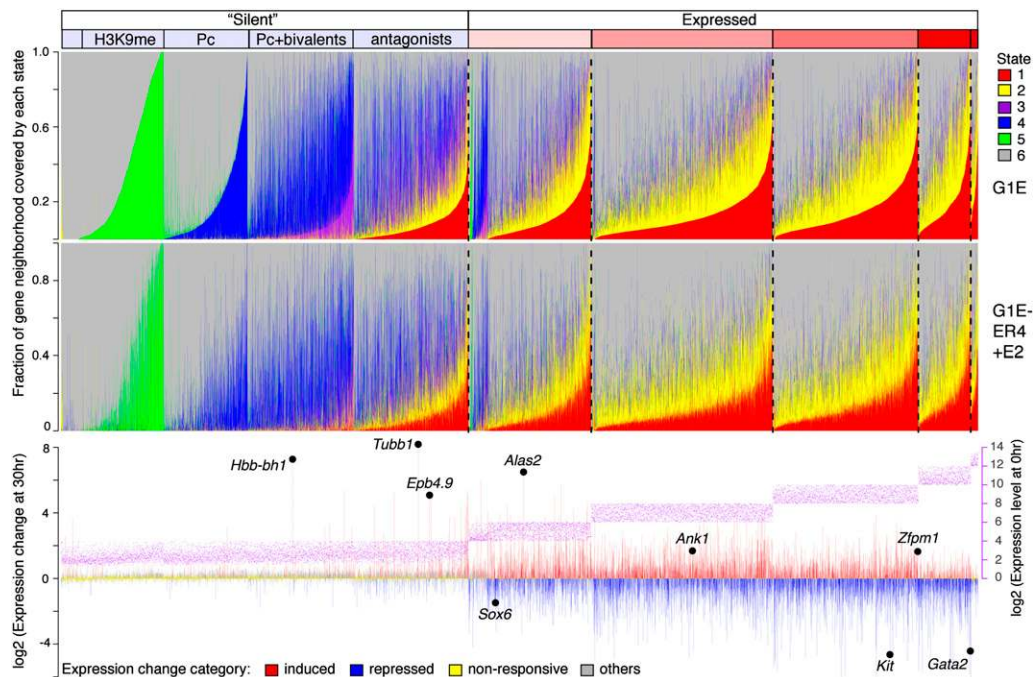 "Silent" Expressed
H3K9me Pc Pc+bivalents antagonists
Fraction of gene neighborhood covered by each state
1.0
0.6
0.2
0.8
0.4
0
State
1
2
3
4
5
6
G1E
G1E-
ER4
+E2
log2 (Expression change at 30hr)
8
4
0
-4
Hbb-bh1
Tubb1
Epb4.9
Alas2
Sox6
Ank1
Zfpm1
Kit
Gata2
14
12
10
8
6
4
2
0
log2 (Expression level at 0hr)
Expression change category: induced repressed non-responsive others